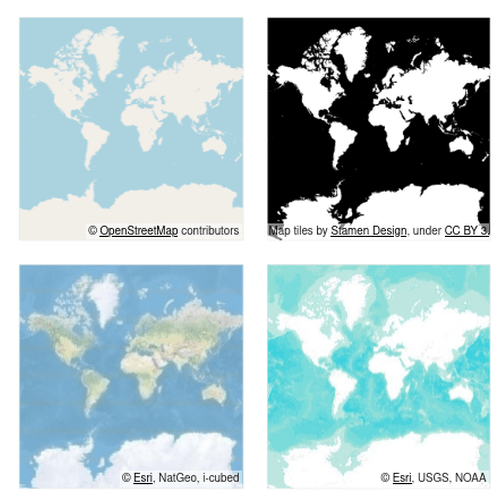 © OpenStreetMap contributors
Map tiles by Stamen Design, under CC BY 3.
© Esri, NatGeo, i-cubed
© Esri, USGS, NOAA